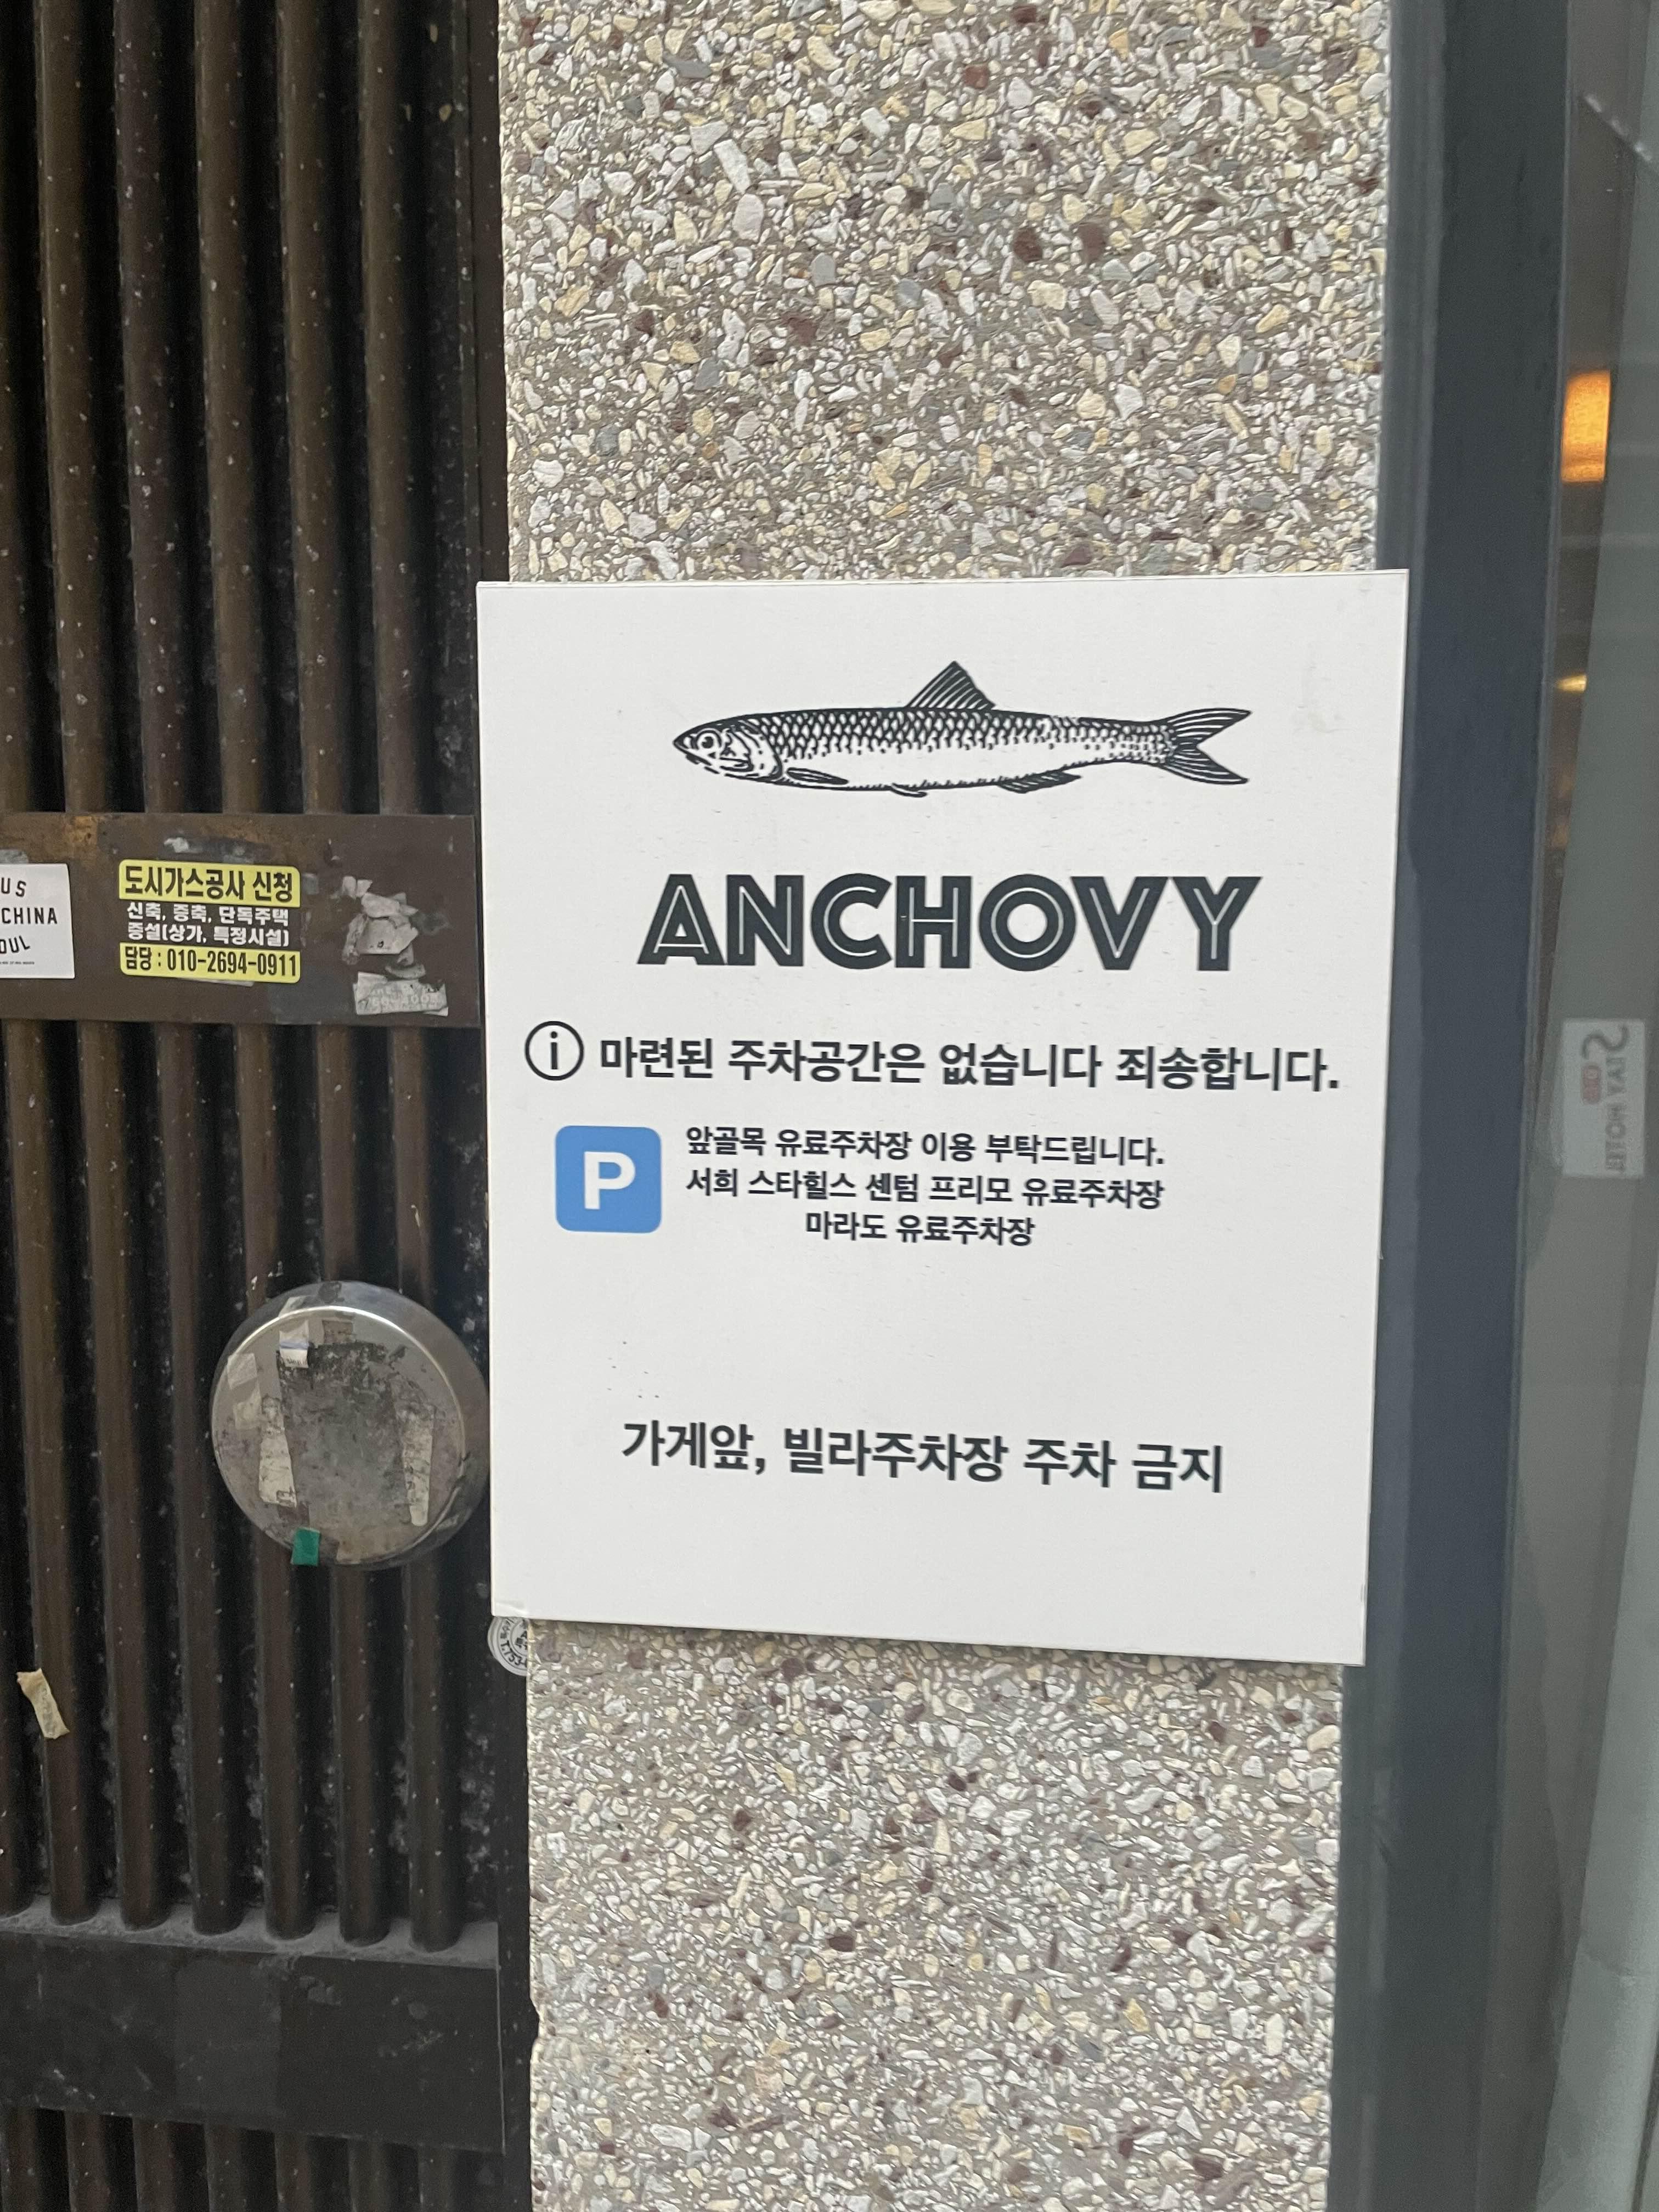 ANCHOVY
i 마련된 주차공간은 없습니다 죄송합니다.
P
앞골목 유료주차장 이용 부탁드립니다.
서희 스타힐스 센텀 프리모 유료주차장
마라도 유료주차장
가게앞, 빌라주차장 주차 금지
도시가스공사 신청
신축, 증축, 단독주택
증설(상가, 특정시설)
담당 : 010-2694-0911
US
CHINA
OUL